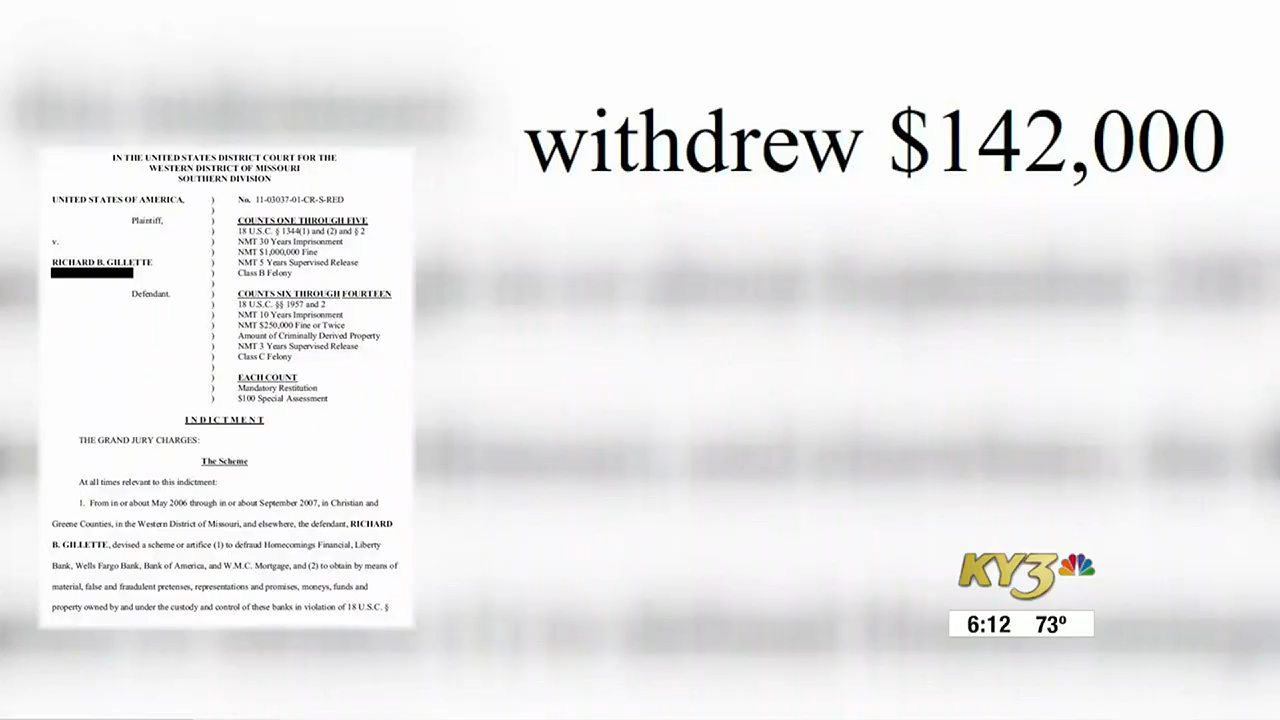 withdrew $142,000
IN THE UNITED STATES DISTRICT COURT FOR THE
WESTERN DISTRICT OF MISSOURI
SOUTHERN DIVISION
UNITED STATES OF AMERICA, ) No. 11-03037-01-CR-S-RED
)
Plaintiff, ) COUNTS ONE THROUGH FIVE
) 18 U.S.C. § 1344(1) and (2) and § 2
v. ) NMT 30 Years Imprisonment
) NMT $1,000,000 Fine
RICHARD B. GILLETTE ) NMT 5 Years Supervised Release
) Class B Felony
)
Defendant. ) COUNTS SIX THROUGH FOURTEEN
) 18 U.S.C. §§ 1957 and 2
) NMT 10 Years Imprisonment
) NMT $250,000 Fine or Twice
) Amount of Criminally Derived Property
) NMT 3 Years Supervised Release
) Class C Felony
)
) EACH COUNT
) Mandatory Restitution
) $100 Special Assessment
INDICTMENT
THE GRAND JURY CHARGES:
The Scheme
At all times relevant to this indictment:
1. From in or about May 2006 through in or about September 2007, in Christian and
Greene Counties, in the Western District of Missouri, and elsewhere, the defendant, RICHARD
B. GILLETTE, devised a scheme or artifice (1) to defraud Homecomings Financial, Liberty
Bank, Wells Fargo Bank, Bank of America, and W.M.C. Mortgage, and (2) to obtain by means of
material, false and fraudulent pretenses, representations and promises, moneys, funds and
property owned by and under the custody and control of these banks in violation of 18 U.S.C. §
KY3
6:12 73º